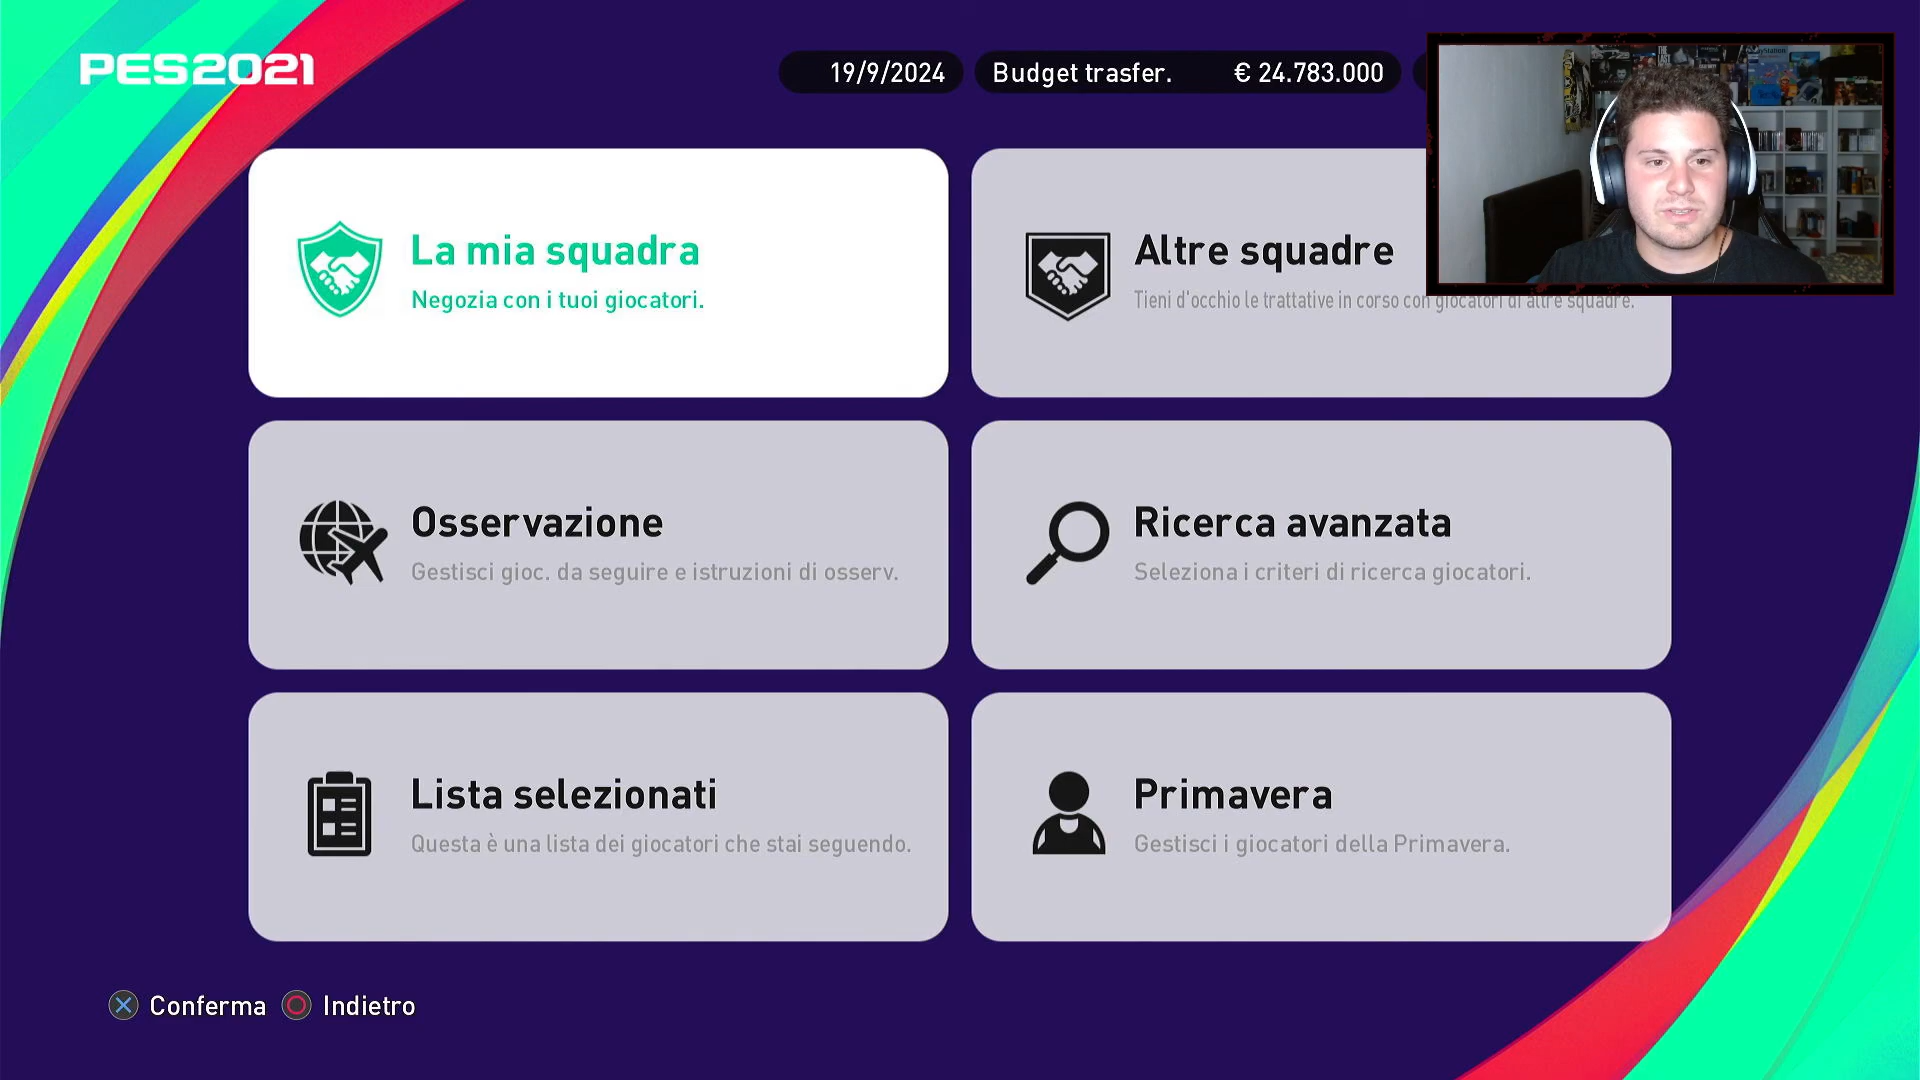 PES2021
19/9/2024 Budget trasfer. € 24.783.000
La mia squadra
Negozia con i tuoi giocatori.
Altre squadre
Tieni d'occhio le trattative in corso con giocatori di altre squadre.
Osservazione
Gestisci gioc. da seguire e istruzioni di osserv.
Ricerca avanzata
Seleziona i criteri di ricerca giocatori.
Lista selezionati
Questa è una lista dei giocatori che stai seguendo.
Primavera
Gestisci i giocatori della Primavera.
Conferma Indietro